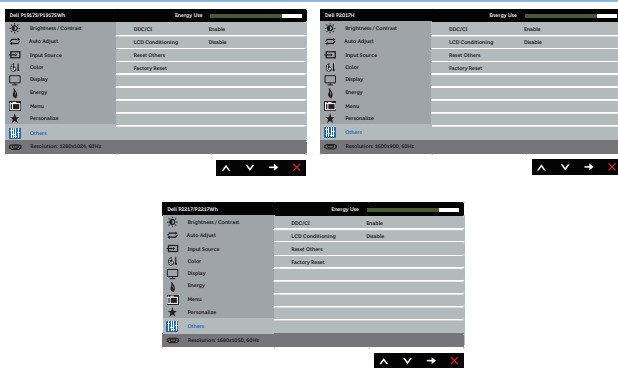 Dell P1917S/P1917SWh Energy Use
Brightness / Contrast DDC/CI Enable
Auto Adjust LCD Conditioning Disable
Input Source Reset Others
Color Factory Reset
Display
Energy
Menu
Personalize
Others
Resolution: 1280x1024, 60Hz
Dell P2017H Energy Use
Brightness / Contrast DDC/CI Enable
Auto Adjust LCD Conditioning Disable
Input Source Reset Others
Color Factory Reset
Display
Energy
Menu
Personalize
Others
Resolution: 1600x900, 60Hz
Dell P2217/P2217Wh Energy Use
Brightness / Contrast DDC/CI Enable
Auto Adjust LCD Conditioning Disable
Input Source Reset Others
Color Factory Reset
Display
Energy
Menu
Personalize
Others
Resolution: 1680x1050, 60Hz